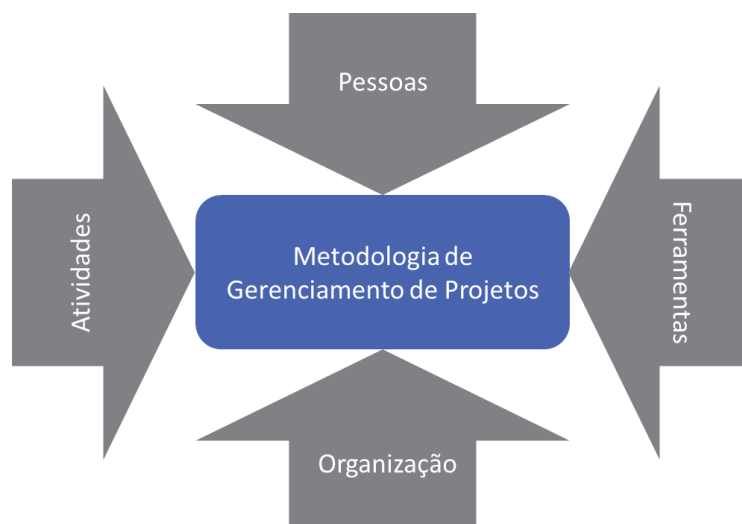 Pessoas
Atividades
Metodologia de
Gerenciamento de Projetos
Ferramentas
Organização